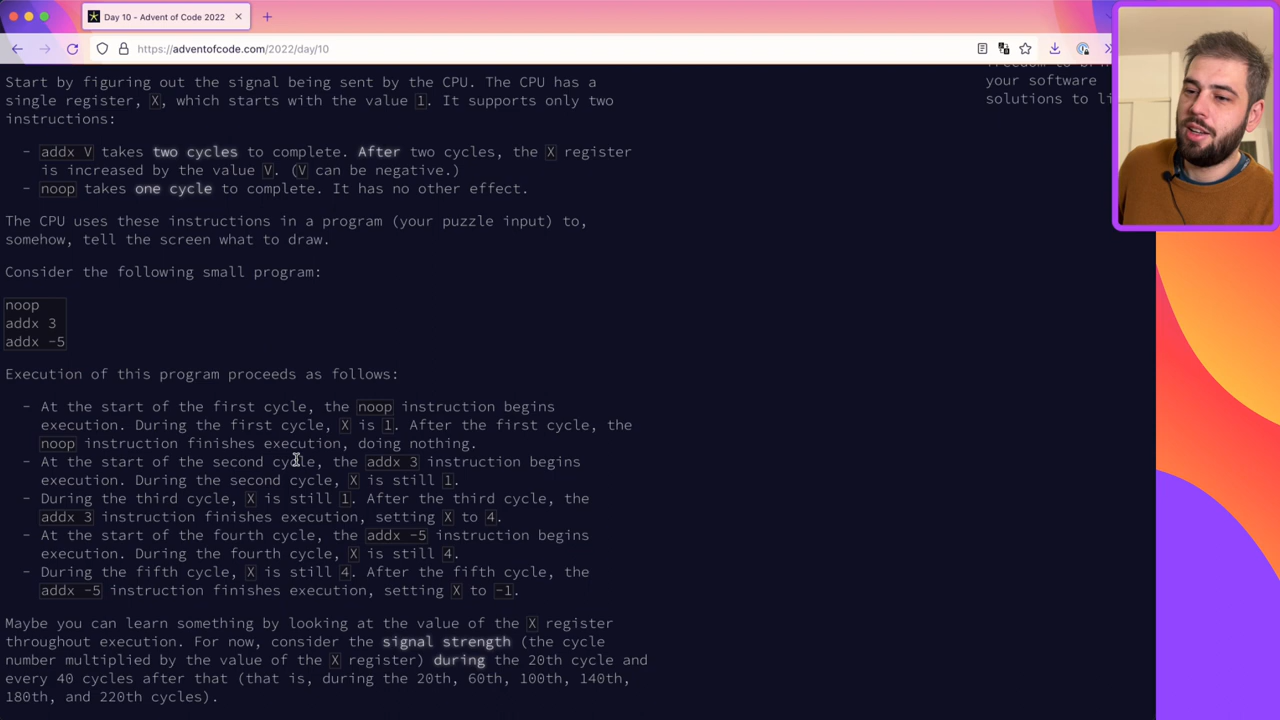 Day 10 - Advent of Code 2022
https://adventofcode.com/2022/day/10
Start by figuring out the signal being sent by the CPU. The CPU has a
single register, X, which starts with the value 1. It supports only two
instructions:
- addx V takes two cycles to complete. After two cycles, the X register
is increased by the value V. (V can be negative.)
- noop takes one cycle to complete. It has no other effect.
The CPU uses these instructions in a program (your puzzle input) to,
somehow, tell the screen what to draw.
Consider the following small program:
noop
addx 3
addx -5
Execution of this program proceeds as follows:
- At the start of the first cycle, the noop instruction begins
execution. During the first cycle, X is 1. After the first cycle, the
noop instruction finishes execution, doing nothing.
- At the start of the second cycle, the addx 3 instruction begins
execution. During the second cycle, X is still 1.
- During the third cycle, X is still 1. After the third cycle, the
addx 3 instruction finishes execution, setting X to 4.
- At the start of the fourth cycle, the addx -5 instruction begins
execution. During the fourth cycle, X is still 4.
- During the fifth cycle, X is still 4. After the fifth cycle, the
addx -5 instruction finishes execution, setting X to -1.
Maybe you can learn something by looking at the value of the X register
throughout execution. For now, consider the signal strength (the cycle
number multiplied by the value of the X register) during the 20th cycle and
every 40 cycles after that (that is, during the 20th, 60th, 100th, 140th,
180th, and 220th cycles).
your software
solutions to